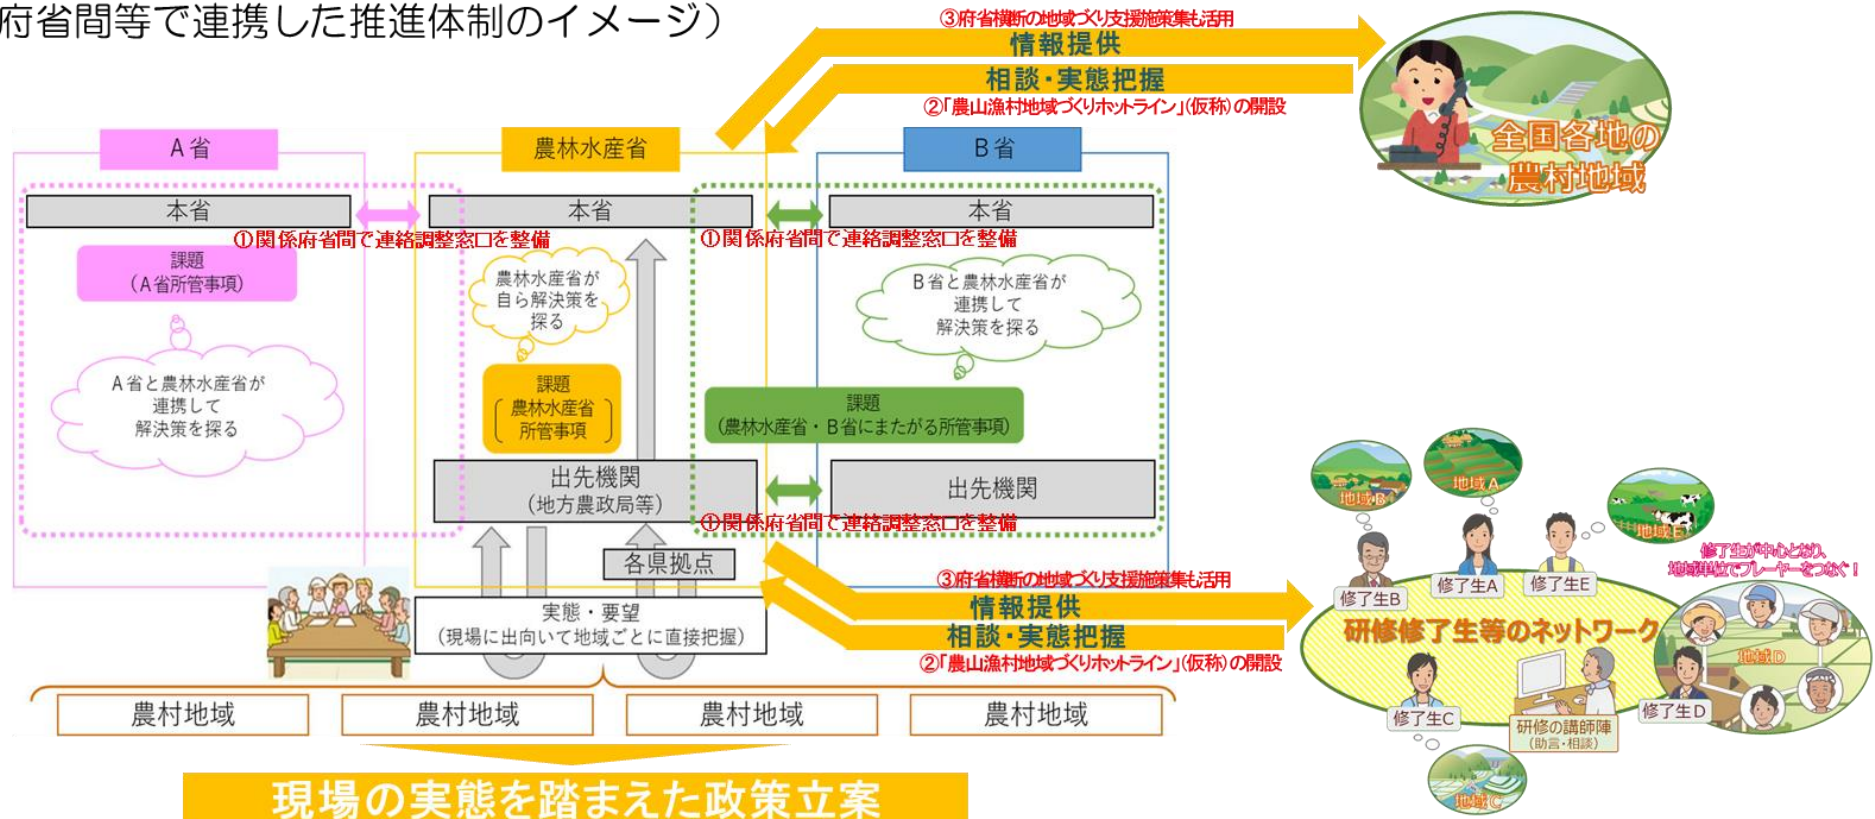 府省間等で連携した推進体制のイメージ）
③府省横断の地域づくり支援施策集も活用
情報提供
相談・実態把握
②「農山漁村地域づくりホットライン」(仮称)の開設
全国各地の
農村地域
Ａ省
農林水産省
Ｂ省
本省
本省
本省
①関係府省間で連絡調整窓口を整備
①関係府省間で連絡調整窓口を整備
課題
（Ａ省所管事項）
農林水産省が
自ら解決策を
探る
Ｂ省と農林水産省が
連携して
解決策を探る
Ａ省と農林水産省が
連携して
解決策を探る
課題
農林水産省
所管事項
課題
（農林水産省・Ｂ省にまたがる所管事項）
出先機関
（地方農政局等）
出先機関
①関係府省間で連絡調整窓口を整備
各県拠点
実態・要望
（現場に出向いて地域ごとに直接把握）
③府省横断の地域づくり支援施策集も活用
情報提供
相談・実態把握
②「農山漁村地域づくりホットライン」(仮称)の開設
農村地域
農村地域
農村地域
農村地域
現場の実態を踏まえた政策立案
地域B
地域A
地域E
修了生が中心となり、
地域単位でプレーヤーをつなぐ！
修了生B
修了生A
修了生E
研修修了生等のネットワーク
地域D
修了生C
研修の講師陣
（助言・相談）
修了生D
地域C